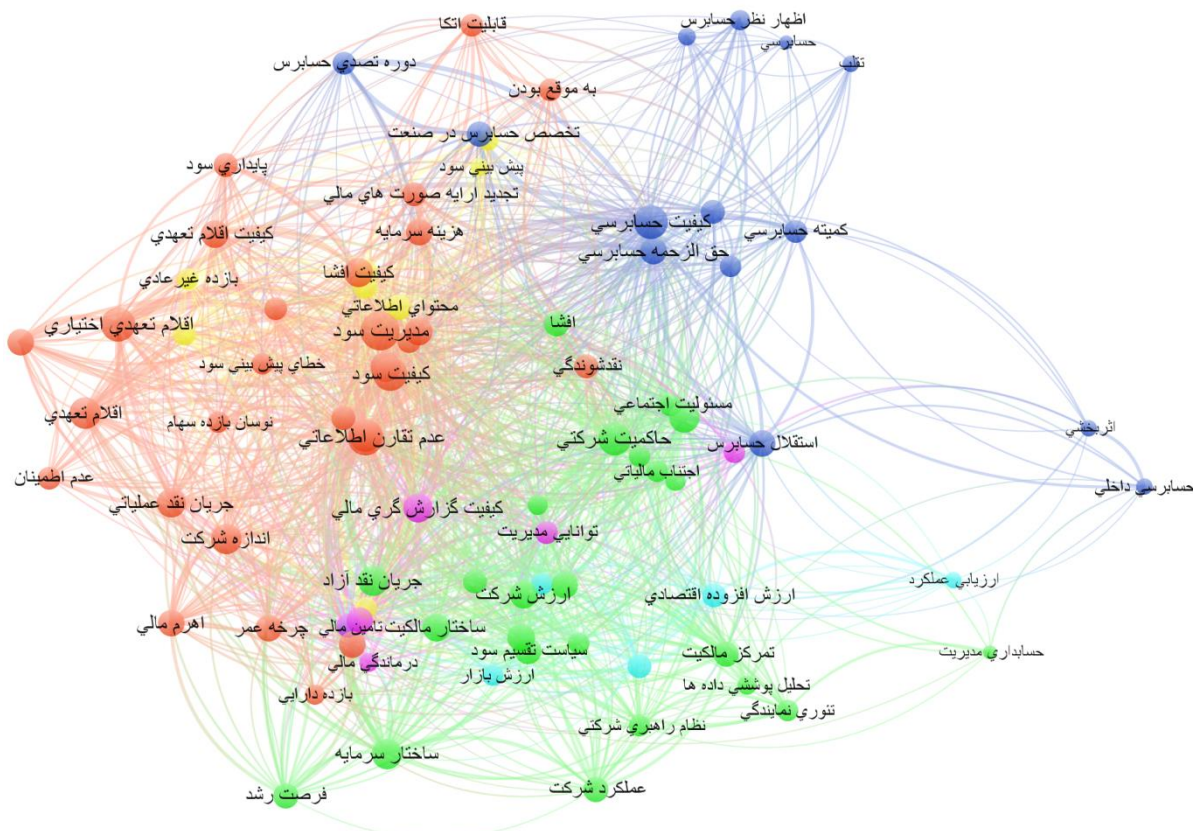 اظهار نظر حسابرس
قابليت اتكا
حسابرسي
دوره تصدي حسابرس
تقلب
به موقع بودن
تخصص حسابرس در صنعت
پايداري سود
پيش بيني سود
تجديد ارايه صورت هاي مالي
كيفيت حسابرسي
كميته حسابرسي
كيفيت اقلام تعهدي
هزينه سرمايه
حق الزحمه حسابرسي
بازده غيرعادي
كيفيت افشا
محتواي اطلاعاتي
اقلام تعهدي اختياري
مديريت سود
افشا
خطاي پيش بيني سود
كيفيت سود
نقدشوندگي
مسئوليت اجتماعي
اقلام تعهدي
نوسان بازده سهام
عدم تقارن اطلاعاتي
حاكميت شركتي
استقلال حسابرس
اثربخشي
اجتناب مالياتي
عدم اطمينان
حسابرسي داخلي
جريان نقد عملياتي
كيفيت گزارش گري مالي
توانايي مديريت
اندازه شركت
جريان نقد آزاد
ارزش شركت
ارزش افزوده اقتصادي
ارزيابي عملكرد
اهرم مالي
چرخه عمر
تامين مالي
ساختار مالكيت
سياست تقسيم سود
تمركز مالكيت
حسابداري مديريت
درماندگي مالي
ارزش بازار
تحليل پوششي داده ها
بازده دارايي
تئوري نمايندگي
نظام راهبري شركتي
ساختار سرمايه
فرصت رشد
عملكرد شركت